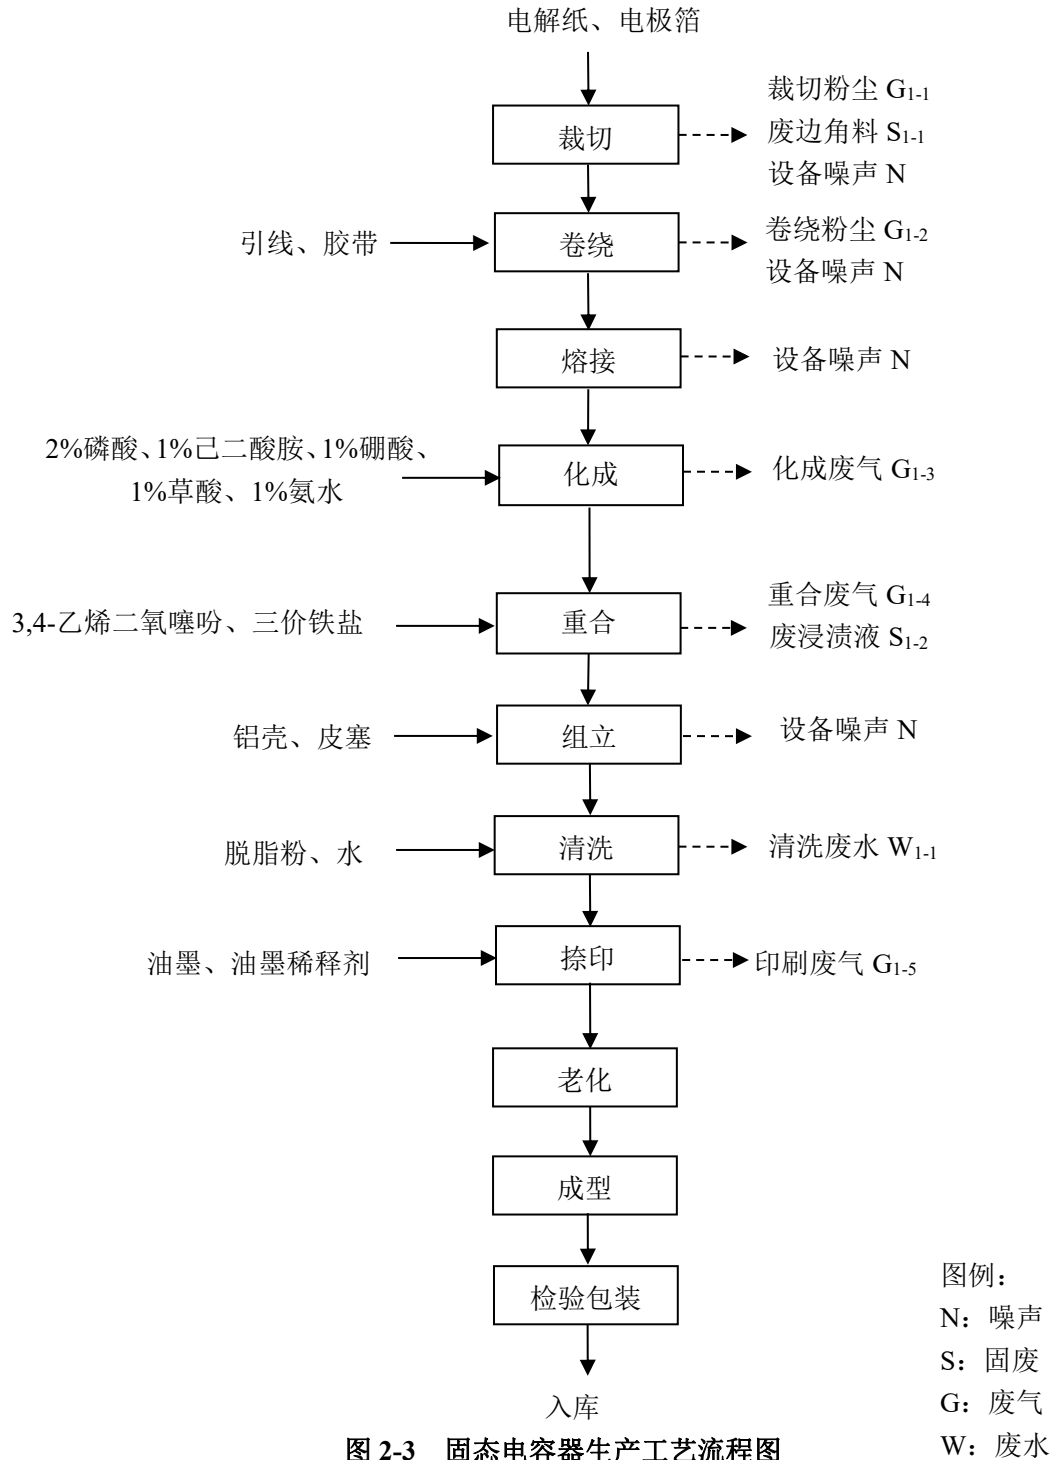 电解纸、电极箔
裁切粉尘 G1-1
裁切
废边角料 S1-1
设备噪声 N
引线、胶带
卷绕
卷绕粉尘 G1-2
设备噪声 N
熔接
设备噪声 N
2%磷酸、1%己二酸胺、1%硼酸、
1%草酸、1%氨水
化成
化成废气 G1-3
3,4-乙烯二氧噻吩、三价铁盐
重合
重合废气 G1-4
废浸渍液 S1-2
铝壳、皮塞
组立
设备噪声 N
脱脂粉、水
清洗
清洗废水 W1-1
油墨、油墨稀释剂
捺印
印刷废气 G1-5
老化
成型
检验包装
入库
图例：
N：噪声
S：固废
G：废气
W：废水
图 2-3 固态电容器生产工艺流程图